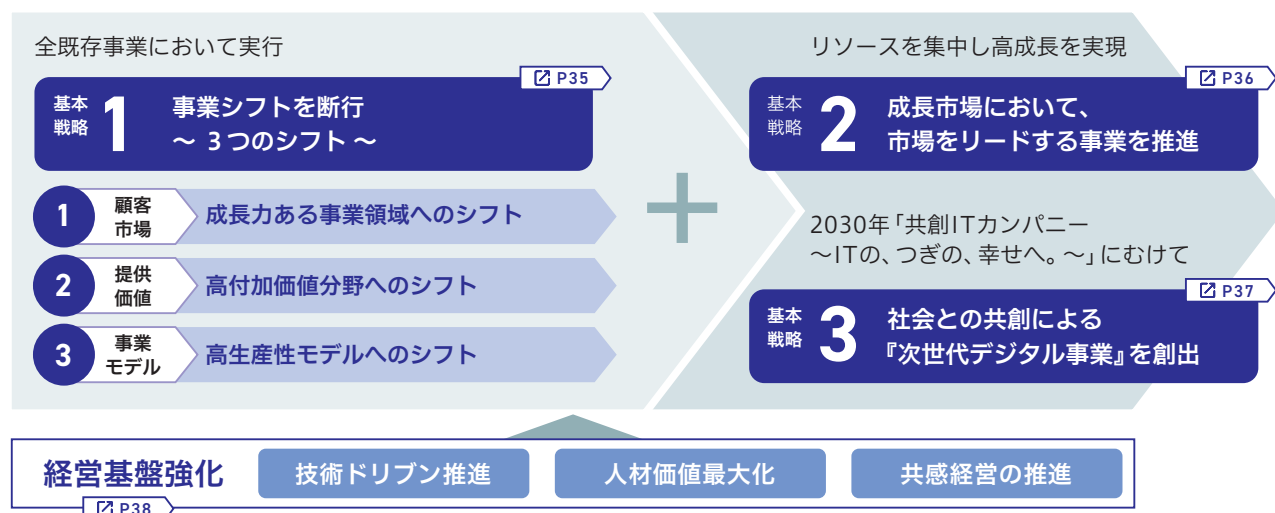 全既存事業において実行
P35
基本
戦略
1
事業シフトを断行
～ 3つのシフト ～
1
顧客
市場
成長力ある事業領域へのシフト
2
提供
価値
高付加価値分野へのシフト
3
事業
モデル
高生産性モデルへのシフト
リソースを集中し高成長を実現
P36
基本
戦略
2
成長市場において、
市場をリードする事業を推進
2030年「共創ITカンパニー
～ITの、つぎの、幸せへ。～」にむけて
P37
基本
戦略
3
社会との共創による
『次世代デジタル事業』を創出
経営基盤強化
P38
技術ドリブン推進
人材価値最大化
共感経営の推進